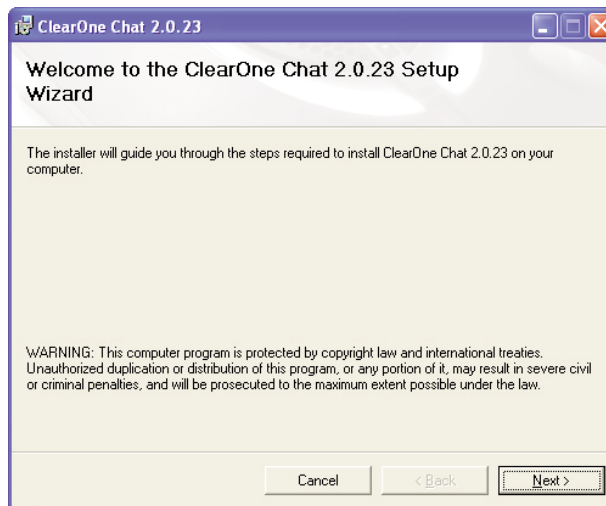 ClearOne Chat 2.0.23
Welcome to the ClearOne Chat 2.0.23 Setup
Wizard
The installer will guide you through the steps required to install ClearOne Chat 2.0.23 on your
computer.
WARNING: This computer program is protected by copyright law and international treaties.
Unauthorized duplication or distribution of this program, or any portion of it, may result in severe civil
or criminal penalties, and will be prosecuted to the maximum extent possible under the law.
Cancel < Back Next >